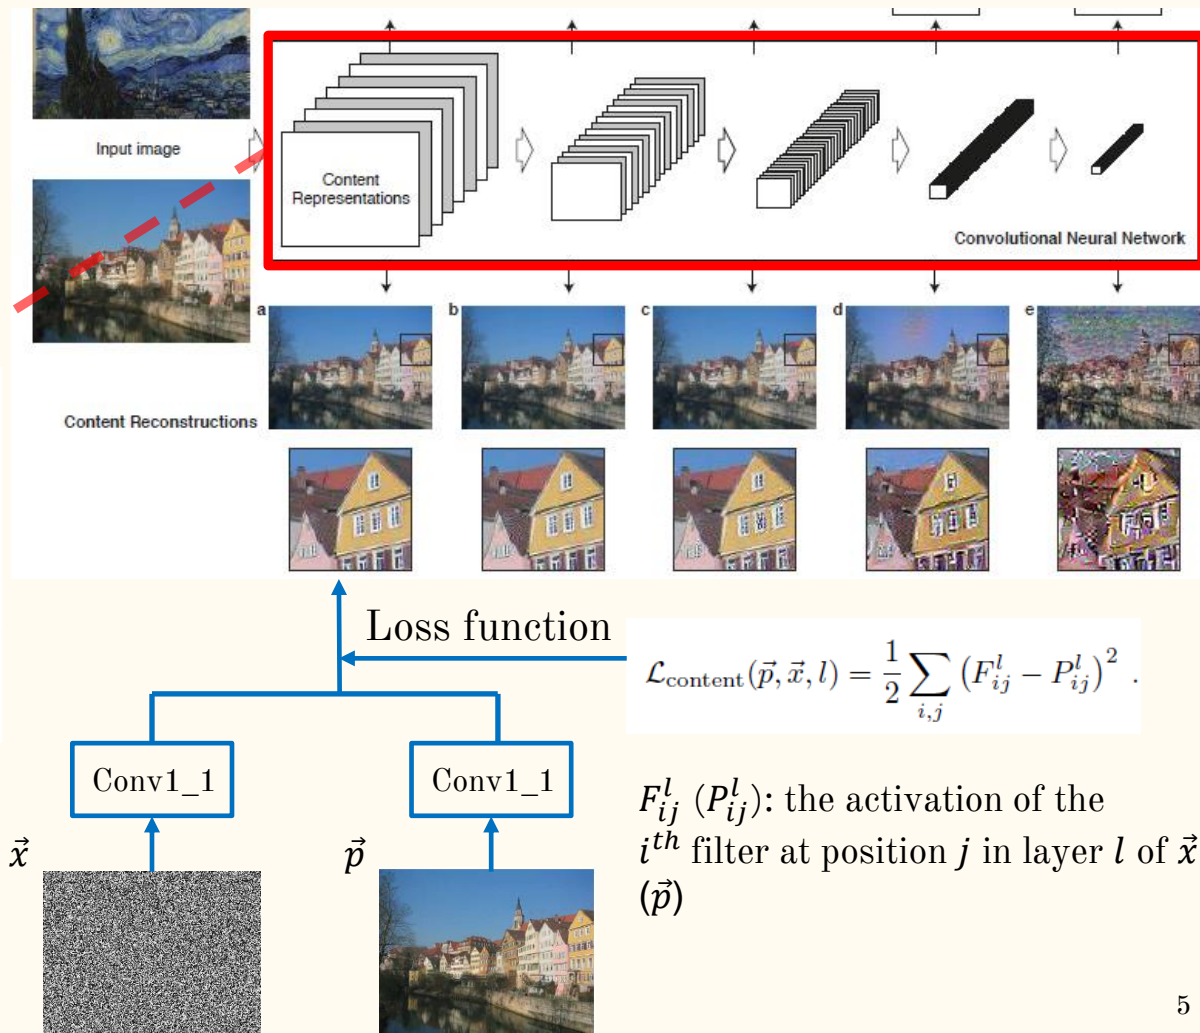 Input image
Content
Representations
Convolutional Neural Network
a b c d e
Content Reconstructions
Loss function
$\mathcal{L}_{\text{content}}(\vec{p}, \vec{x}, l) = \frac{1}{2} \sum_{i,j} \left(F_{ij}^l - P_{ij}^l\right)^2$ .
Conv1_1
Conv1_1
$\vec{x}$
$\vec{p}$
$F_{ij}^l$ ($P_{ij}^l$): the activation of the
$i^{th}$ filter at position $j$ in layer $l$ of $\vec{x}$
($\vec{p}$)
5